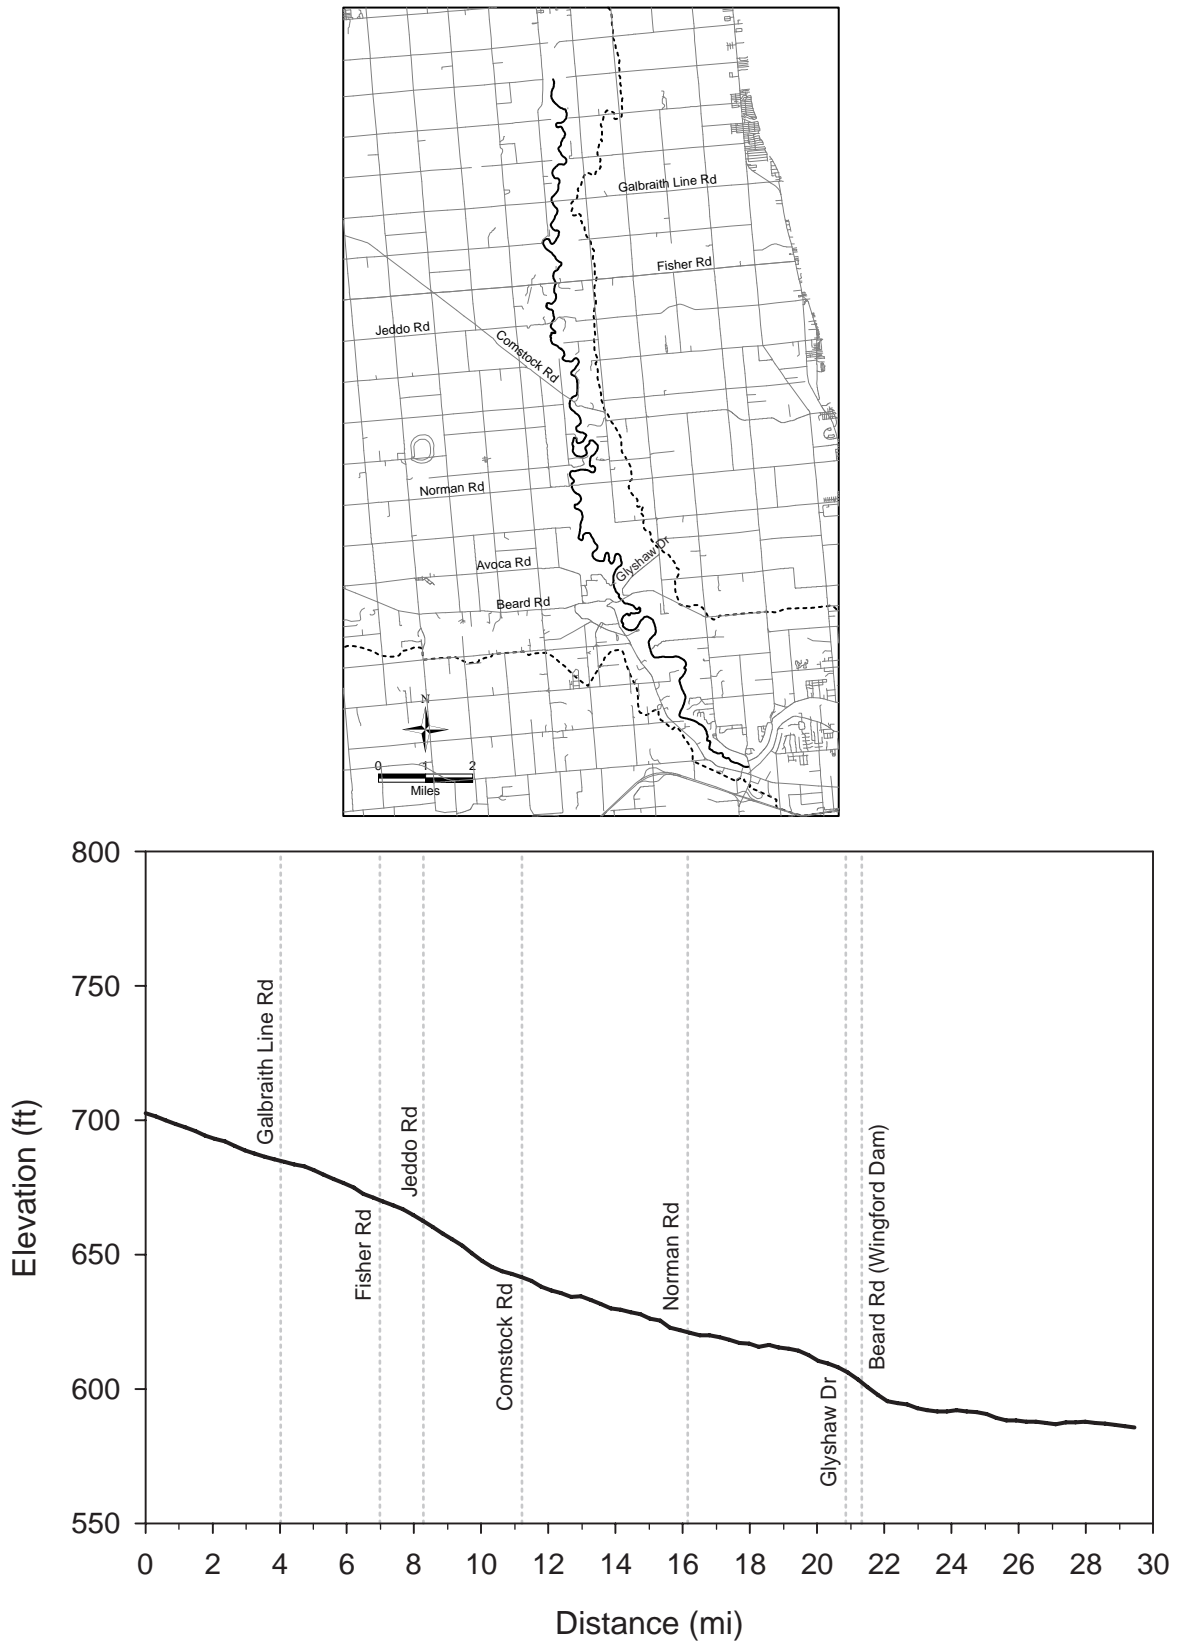 Galbraith Line Rd
Fisher Rd
Jeddo Rd
Comstock Rd
Norman Rd
Glyshaw Dr
Avoca Rd
Beard Rd
N
0 1 2
Miles
800
750
700
650
600
550
Elevation (ft)
Galbraith Line Rd
Fisher Rd
Jeddo Rd
Comstock Rd
Norman Rd
Glyshaw Dr
Beard Rd (Wingford Dam)
0 2 4 6 8 10 12 14 16 18 20 22 24 26 28 30
Distance (mi)